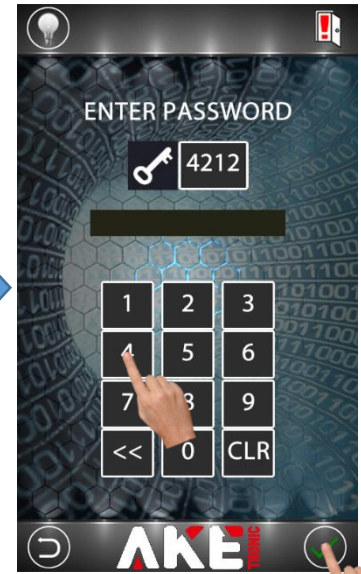 ENTER PASSWORD
4212
1 2 3
4 5 6
7 8 9
<< 0 CLR
AKE TRONIC